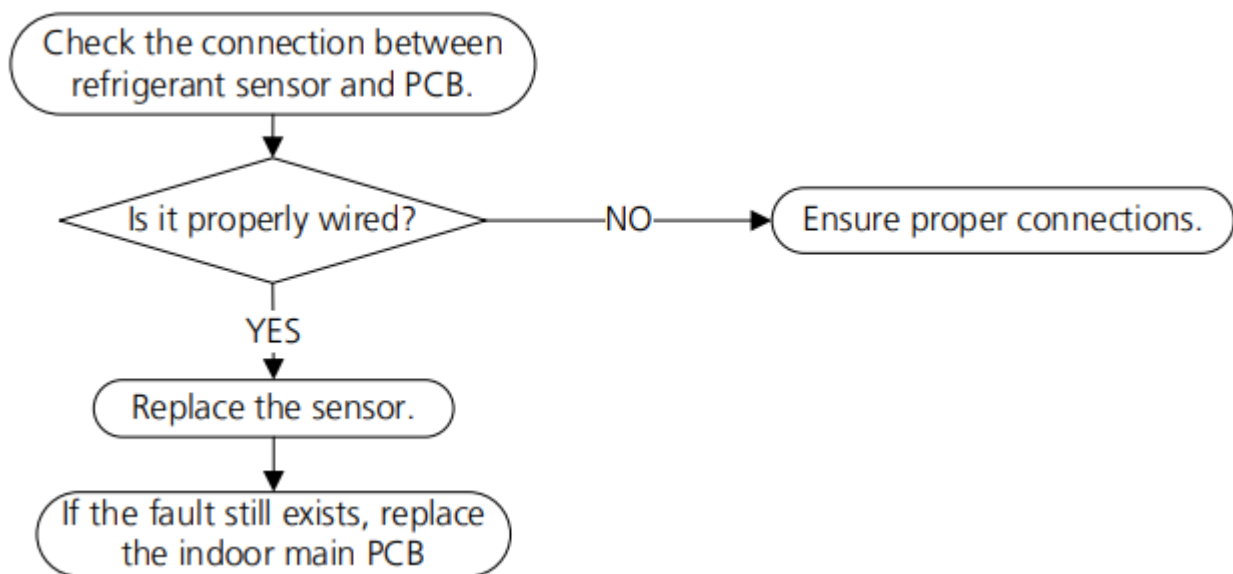 Check the connection between
refrigerant sensor and PCB.
Is it properly wired?
NO
Ensure proper connections.
YES
Replace the sensor.
If the fault still exists, replace
the indoor main PCB